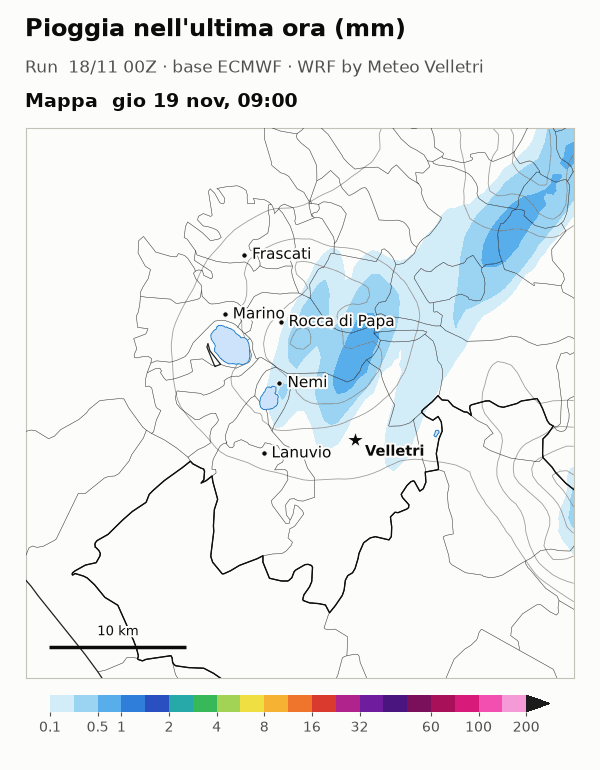 Pioggia nell'ultima ora (mm)
Run  18/11 00Z · base ECMWF · WRF by Meteo Velletri
Mappa  gio 19 nov, 09:00
Frascati
Marino
Rocca di Papa
Nemi
Velletri
Lanuvio
10 km
0.1 0.5 1 2 4 8 16 32 60 100 200